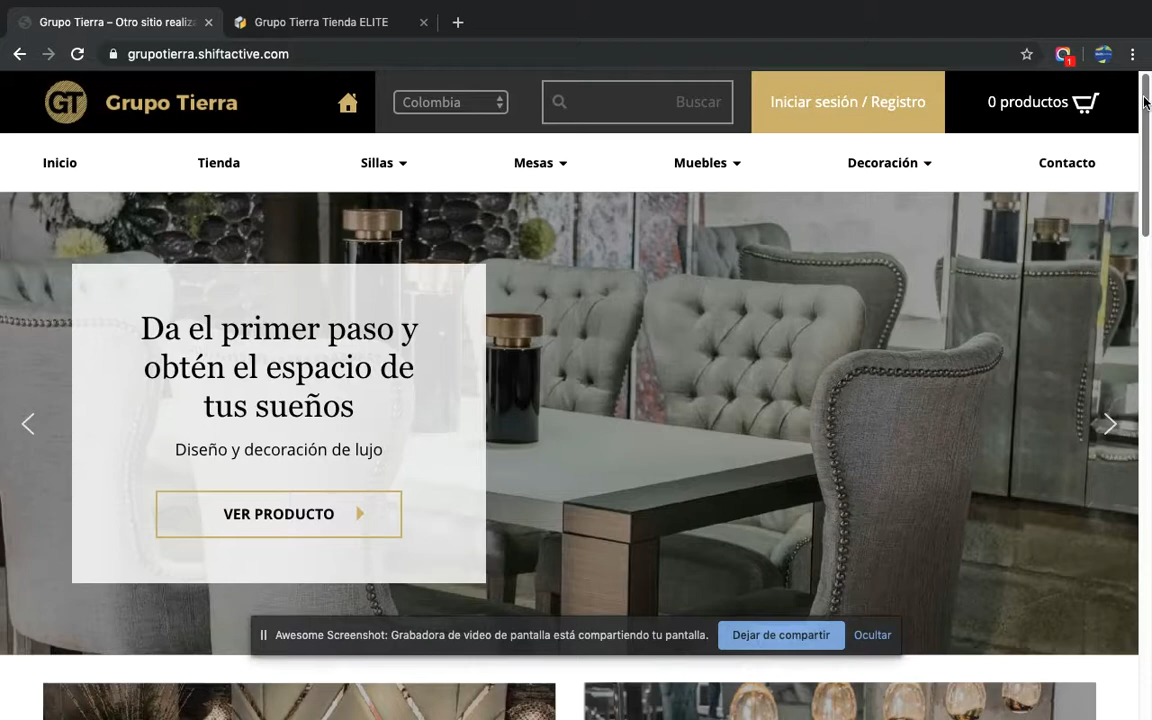 Grupo Tierra – Otro sitio realiza
Grupo Tierra Tienda ELITE
grupotierra.shiftactive.com
1
GT
Grupo Tierra
Colombia
Buscar
Iniciar sesión / Registro
0 productos
Inicio
Tienda
Sillas
Mesas
Muebles
Decoración
Contacto
Da el primer paso y
obtén el espacio de
tus sueños
Diseño y decoración de lujo
VER PRODUCTO
Awesome Screenshot: Grabadora de video de pantalla está compartiendo tu pantalla.
Dejar de compartir
Ocultar